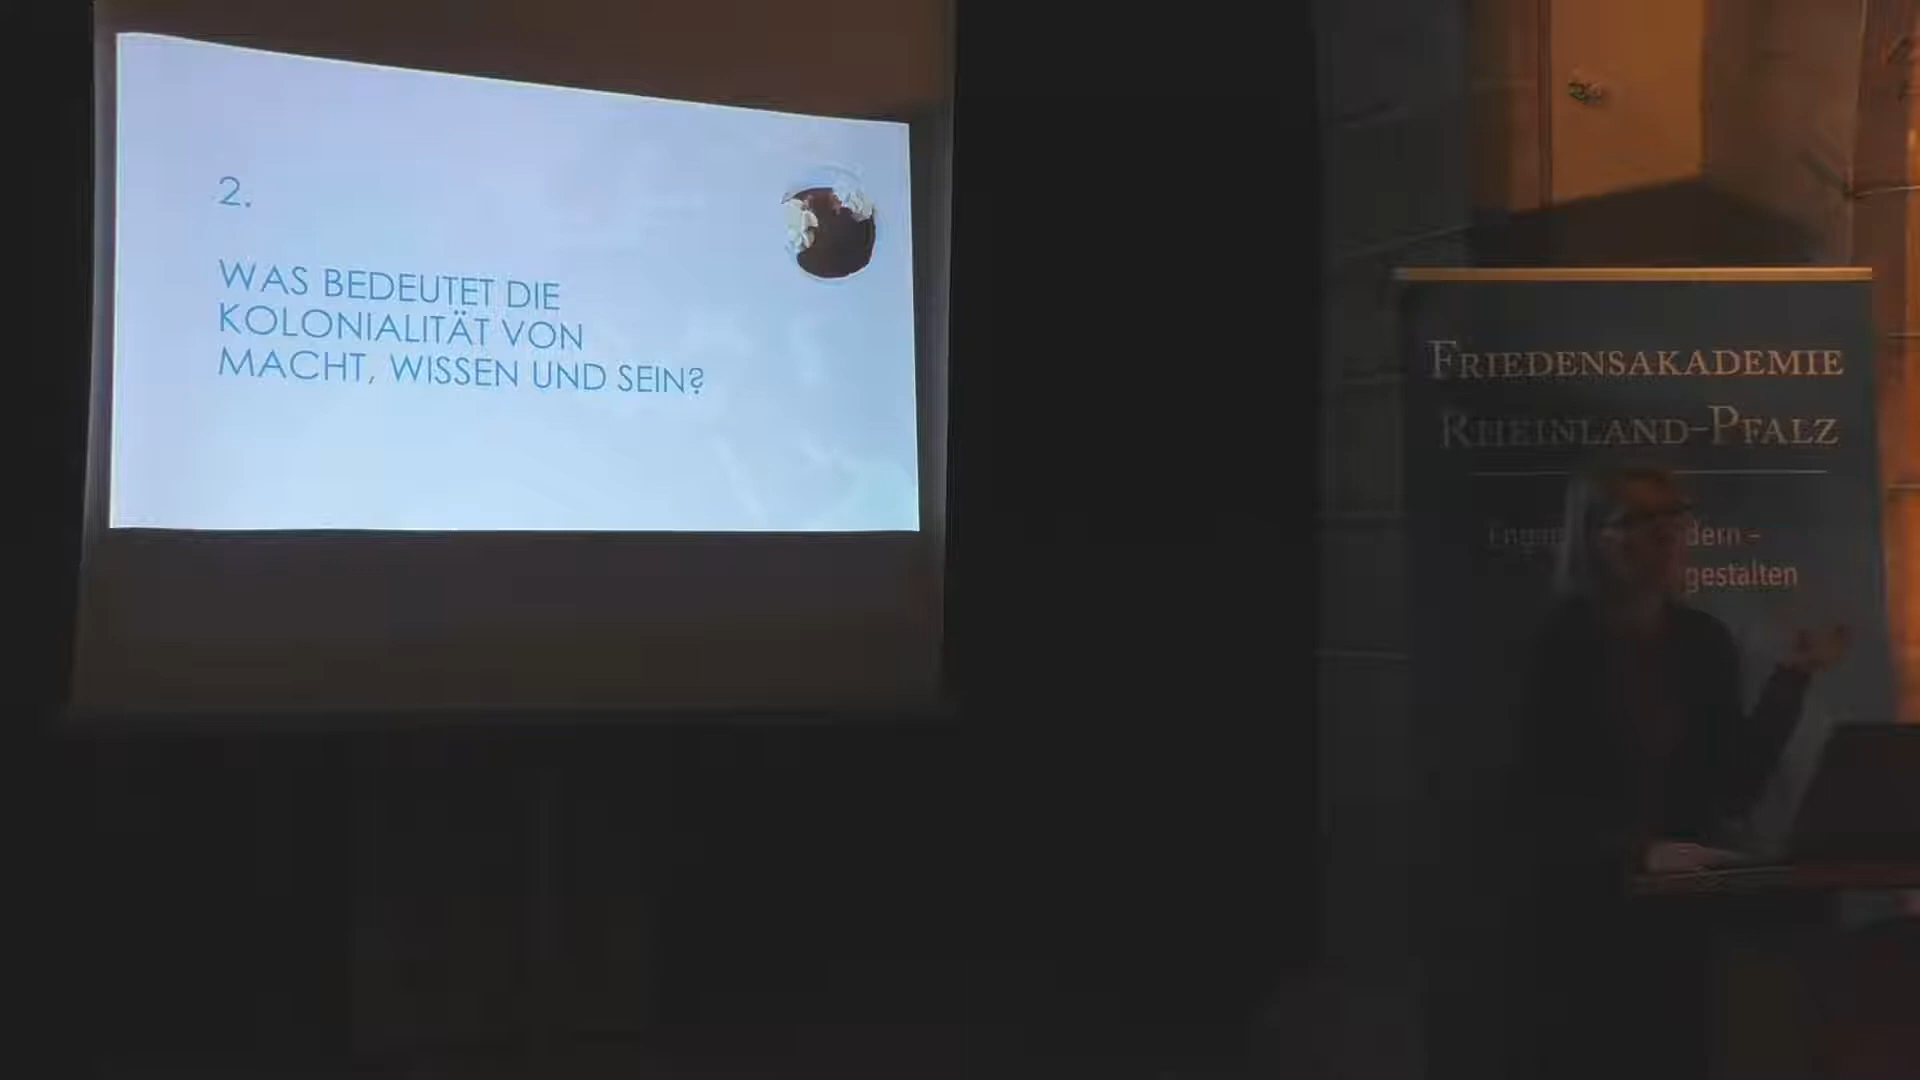 2.
WAS BEDEUTET DIE
KOLONIALITÄT VON
MACHT, WISSEN UND SEIN?
FRIEDENSAKADEMIE
RHEINLAND-PFALZ
gestalten